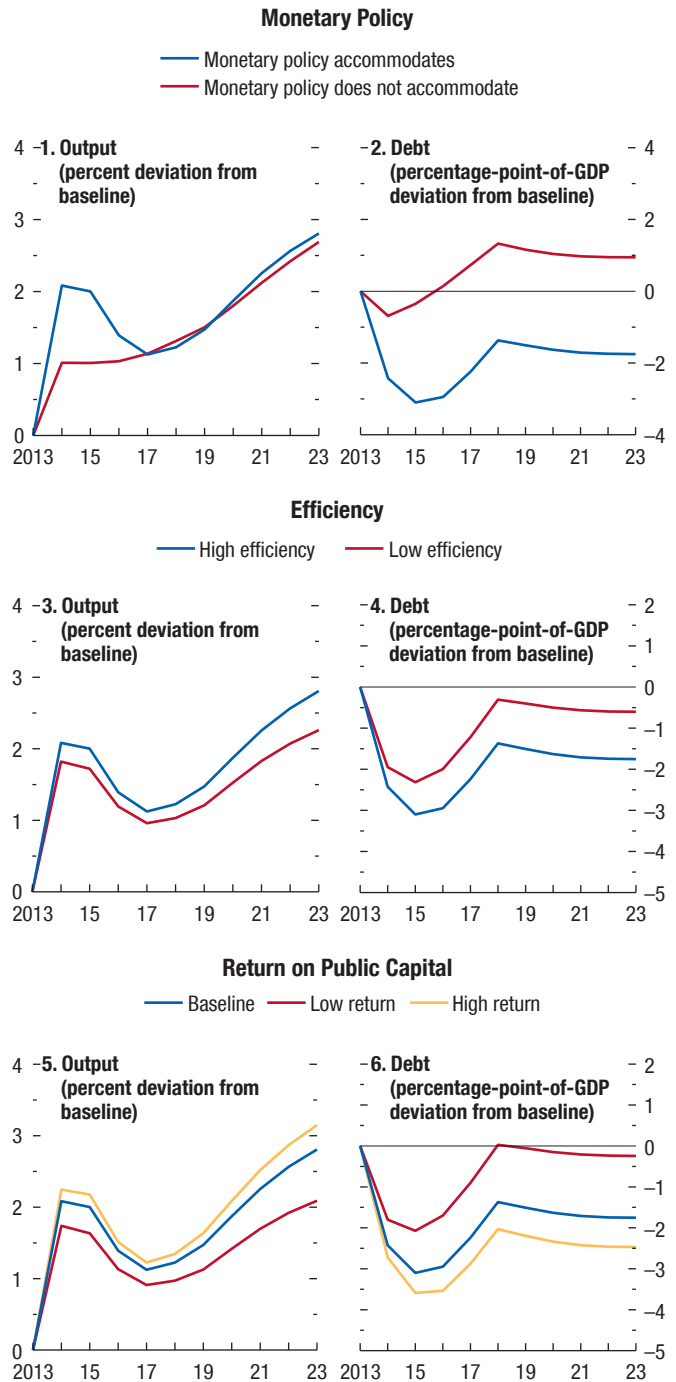 Monetary Policy
Monetary policy accommodates
Monetary policy does not accommodate
1. Output
(percent deviation from
baseline)
4
3
2
1
0
2013 15 17 19 21 23
2. Debt
(percentage-point-of-GDP
deviation from baseline)
4
2
0
–2
–4
2013 15 17 19 21 23
Efficiency
High efficiency Low efficiency
3. Output
(percent deviation from
baseline)
4
3
2
1
0
2013 15 17 19 21 23
4. Debt
(percentage-point-of-GDP
deviation from baseline)
2
1
0
–1
–2
–3
–4
–5
2013 15 17 19 21 23
Return on Public Capital
Baseline Low return High return
5. Output
(percent deviation from
baseline)
4
3
2
1
0
2013 15 17 19 21 23
6. Debt
(percentage-point-of-GDP
deviation from baseline)
2
1
0
–1
–2
–3
–4
–5
2013 15 17 19 21 23